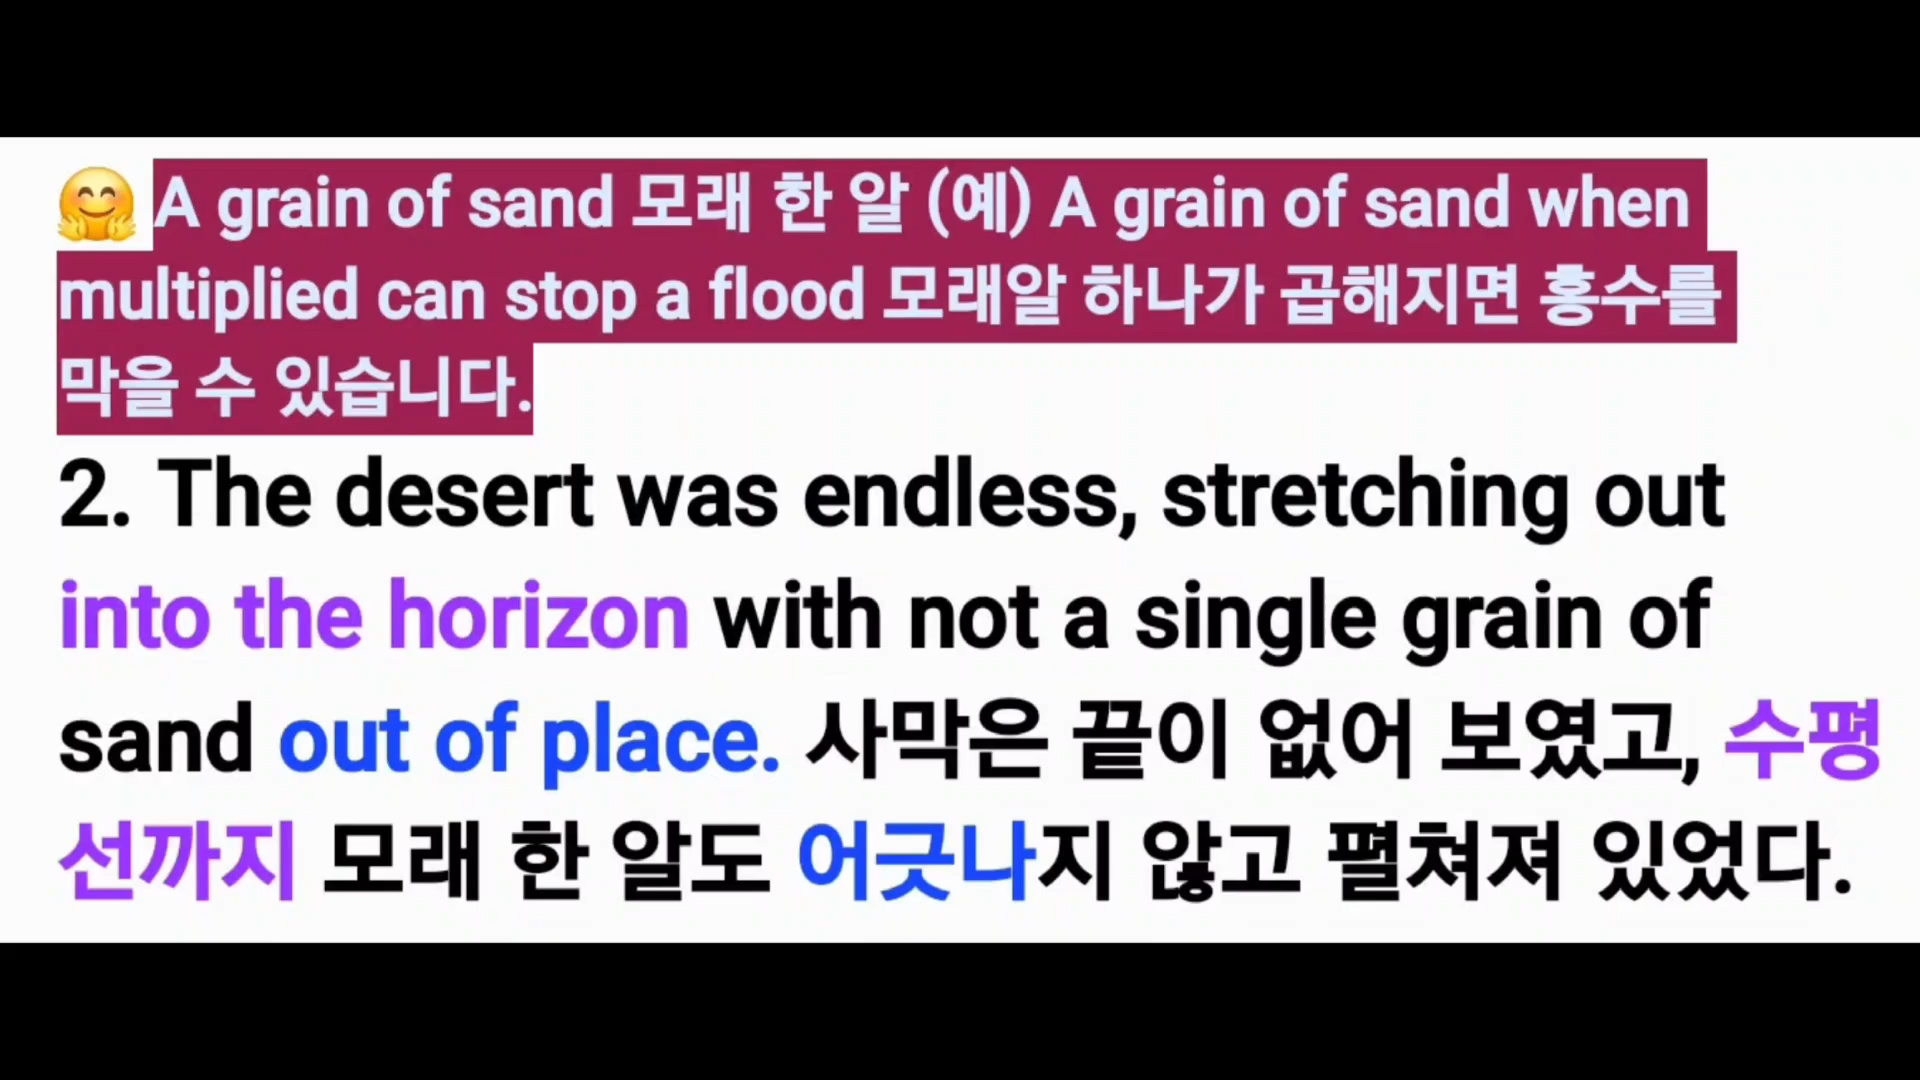 🤗 A grain of sand 모래 한 알 (예) A grain of sand when
multiplied can stop a flood 모래알 하나가 곱해지면 홍수를
막을 수 있습니다.
2. The desert was endless, stretching out
into the horizon with not a single grain of
sand out of place. 사막은 끝이 없어 보였고, 수평
선까지 모래 한 알도 어긋나지 않고 펼쳐져 있었다.